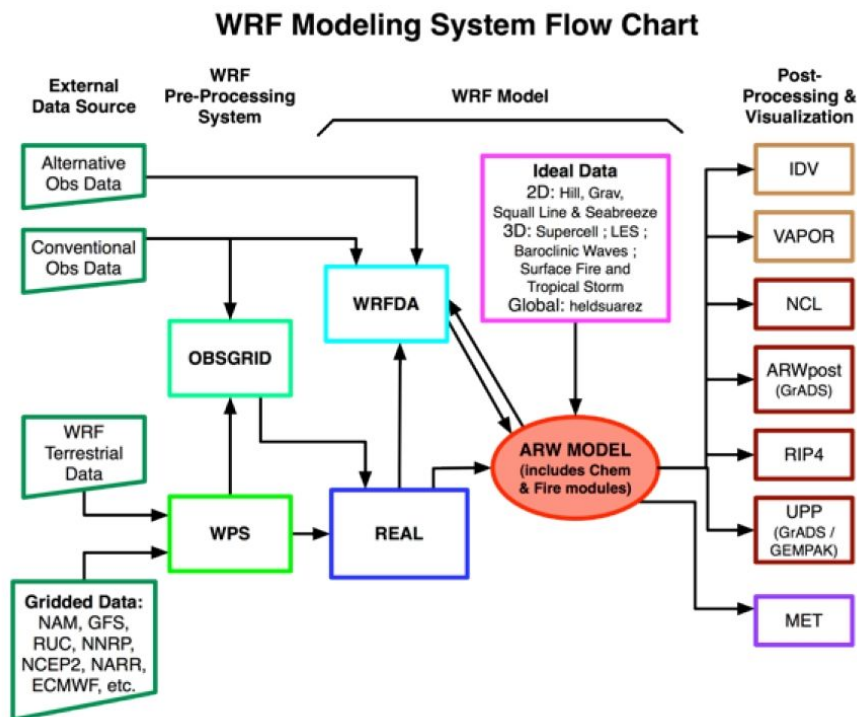 WRF Modeling System Flow Chart
External
Data Source
WRF
Pre-Processing
System
WRF Model
Post-
Processing &
Visualization
Alternative
Obs Data
Conventional
Obs Data
WRF
Terrestrial
Data
Gridded Data:
NAM, GFS,
RUC, NNRP,
NCEP2, NARR,
ECMWF, etc.
OBSGRID
WPS
WRFDA
REAL
Ideal Data
2D: Hill, Grav,
Squall Line & Seabreeze
3D: Supercell ; LES ;
Baroclinic Waves ;
Surface Fire and
Tropical Storm
Global: heldsuarez
ARW MODEL
(includes Chem
& Fire modules)
IDV
VAPOR
NCL
ARWpost
(GrADS)
RIP4
UPP
(GrADS /
GEMPAK)
MET